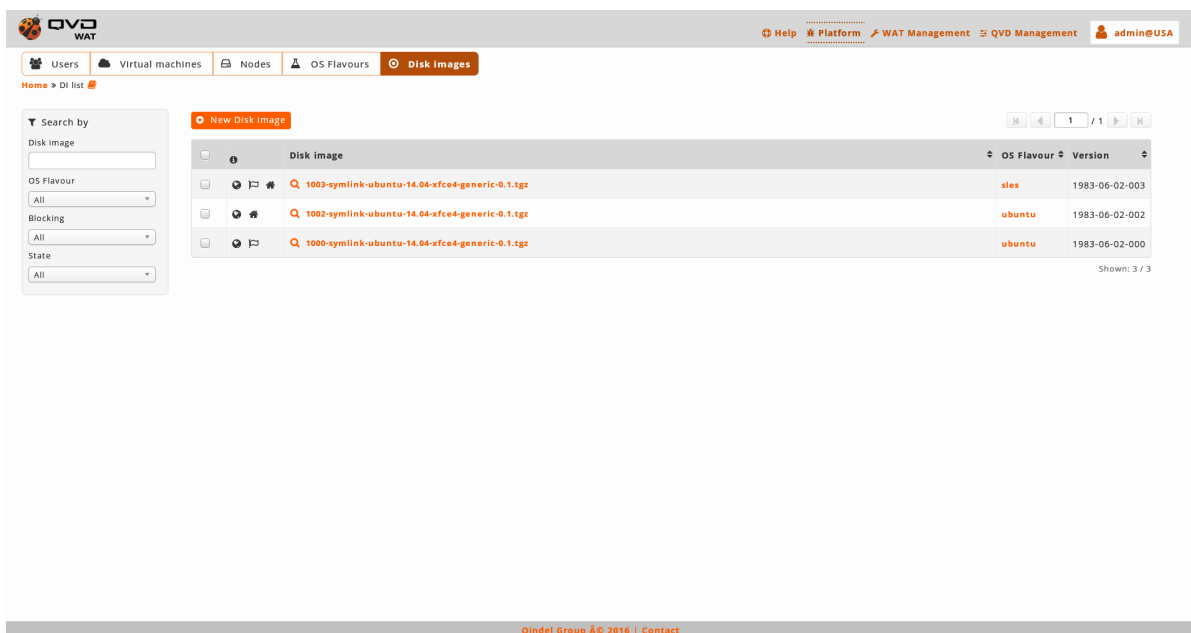 QVD
WAT
Help Platform WAT Management QVD Management admin@USA
Users Virtual machines Nodes OS Flavours Disk images
Home » DI list
Search by
Disk image
OS Flavour
All
Blocking
All
State
All
New Disk image
1 / 1
Disk image OS Flavour Version
1003-symlink-ubuntu-14.04-xfce4-generic-0.1.tgz sles 1983-06-02-003
1002-symlink-ubuntu-14.04-xfce4-generic-0.1.tgz ubuntu 1983-06-02-002
1000-symlink-ubuntu-14.04-xfce4-generic-0.1.tgz ubuntu 1983-06-02-000
Shown: 3 / 3
Qindel Group Â© 2016 | Contact